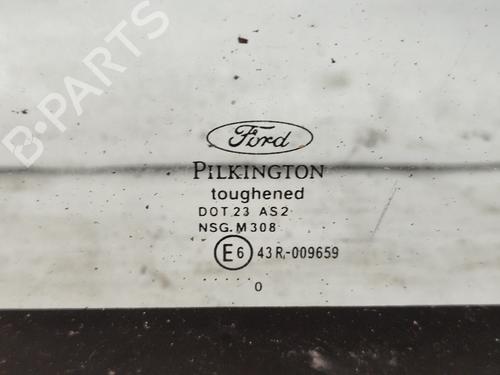 B-PARTS
Ford
PILKINGTON
toughened
DOT.23 AS2
NSG.M308
E6 43R,-009659
.....
0